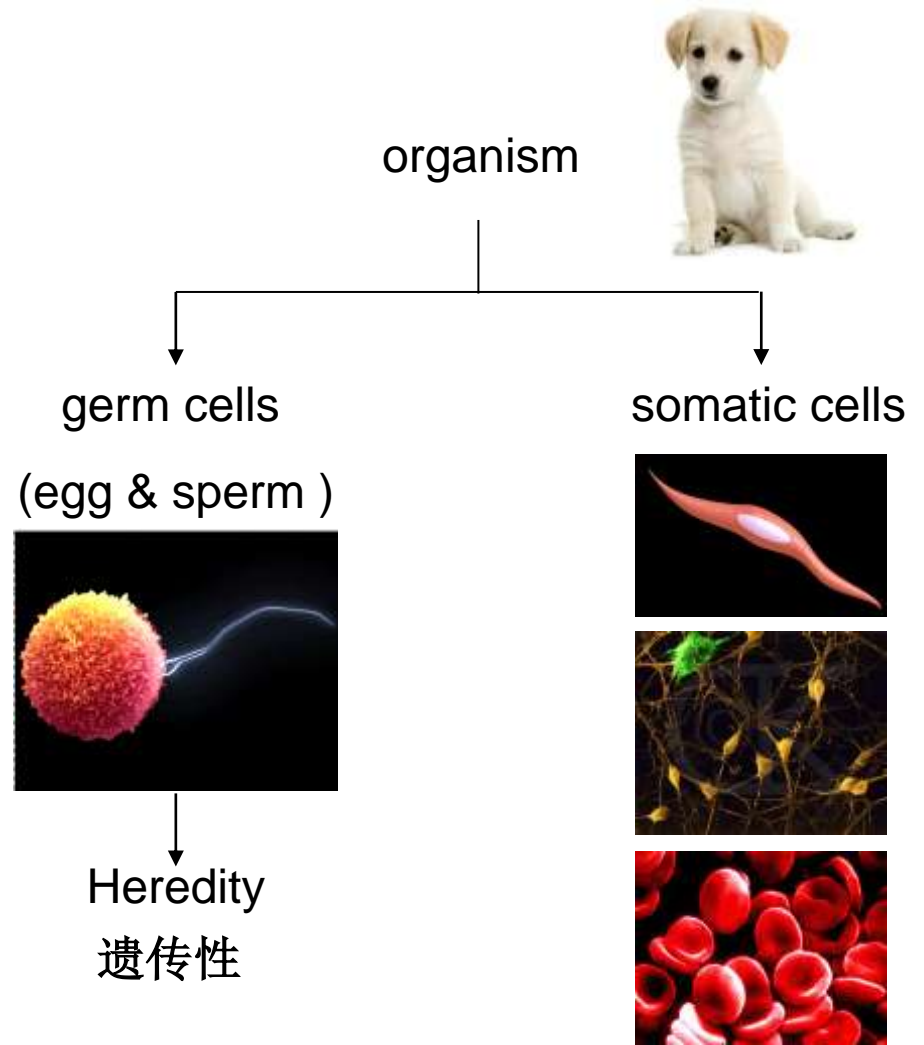 organism
germ cells
(egg & sperm )
Heredity
遗传性
somatic cells